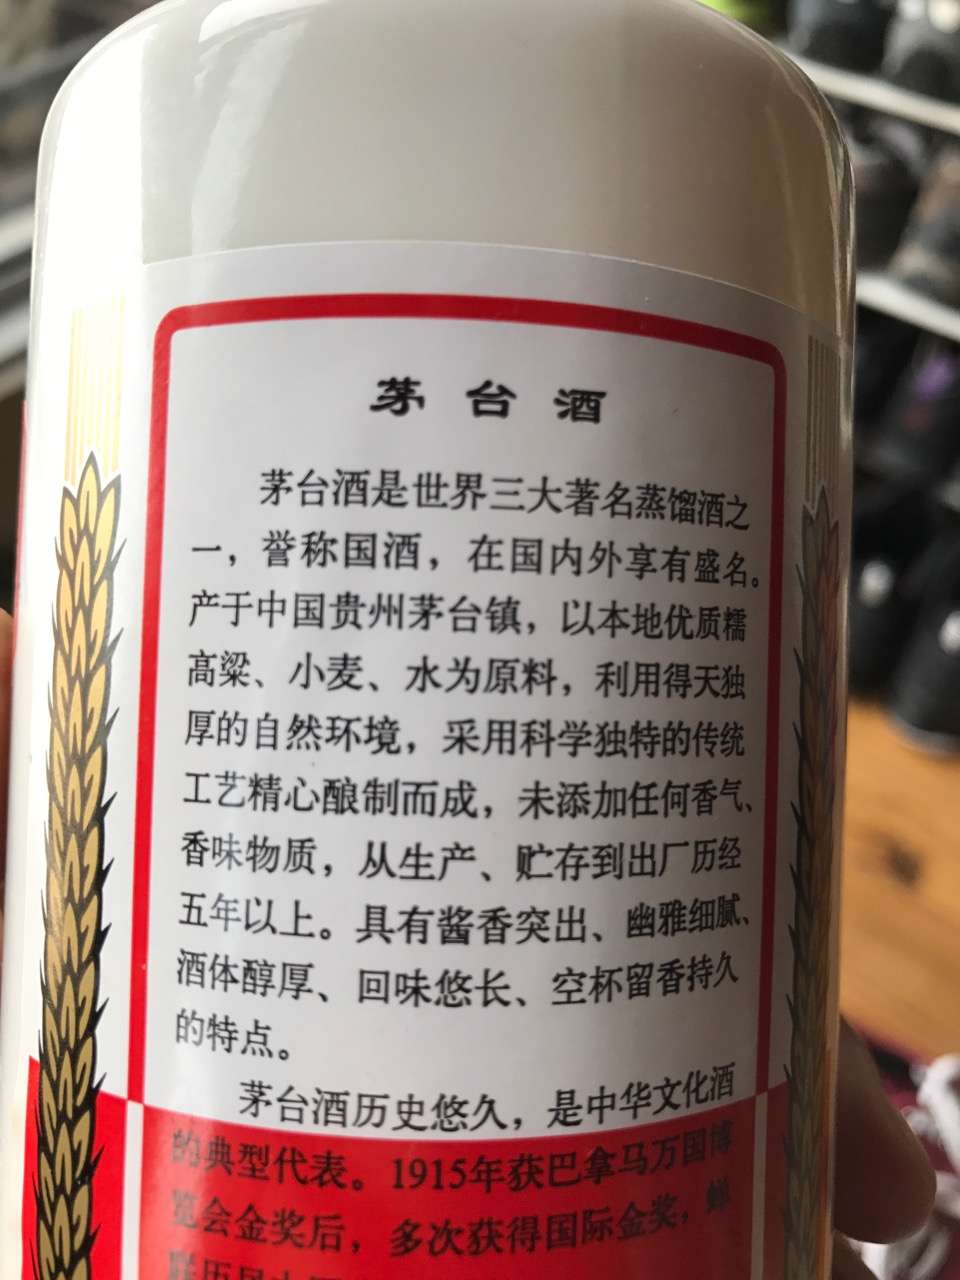 茅台酒
茅台酒是世界三大著名蒸馏酒之
一，誉称国酒，在国内外享有盛名。
产于中国贵州茅台镇，以本地优质糯
高粱、小麦、水为原料，利用得天独
厚的自然环境，采用科学独特的传统
工艺精心酿制而成，未添加任何香气、
香味物质，从生产、贮存到出厂历经
五年以上。具有酱香突出、幽雅细腻、
酒体醇厚、回味悠长、空杯留香持久
的特点。
茅台酒历史悠久，是中华文化酒
的典型代表。1915年获巴拿马万国博
览会金奖后，多次获得国际金奖，蝉
联历届